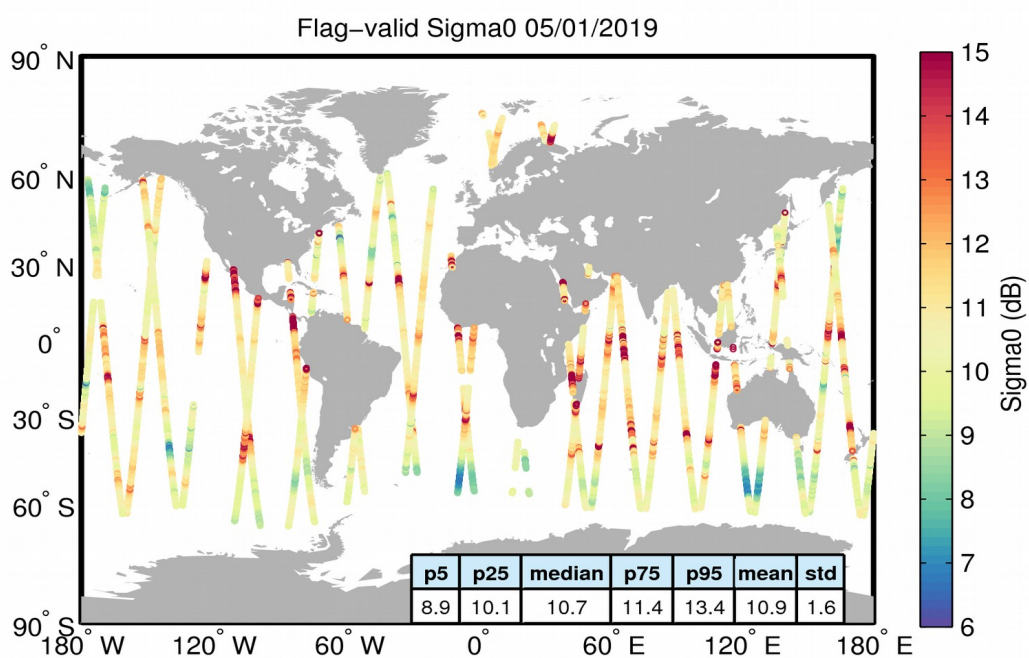 Flag−valid Sigma0 05/01/2019
90° N
60° N
30° N
0°
30° S
60° S
90° S
180° W
120° W
60° W
0°
60° E
120° E
180° E
p5 p25 median p75 p95 mean std
8.9 10.1 10.7 11.4 13.4 10.9 1.6
15
14
13
12
11
10
9
8
7
6
Sigma0 (dB)